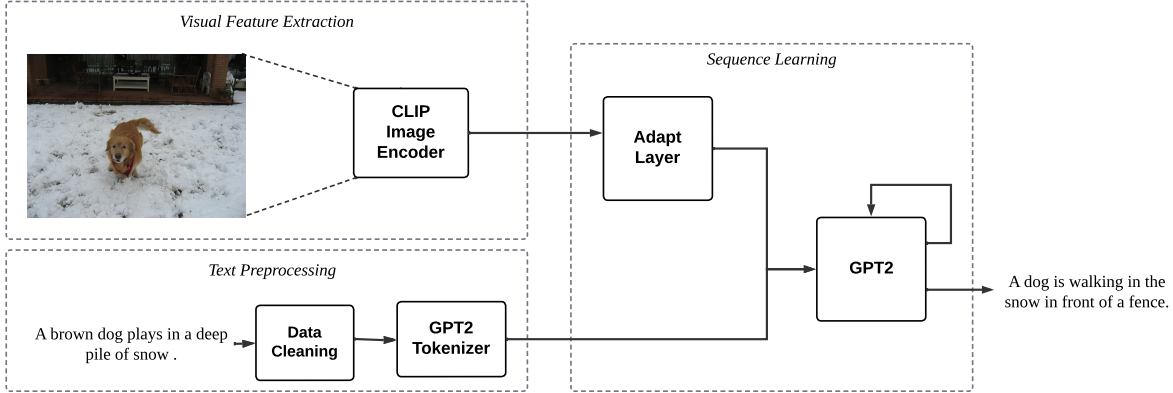 Visual Feature Extraction
CLIP
Image
Encoder
Text Preprocessing
A brown dog plays in a deep
pile of snow .
Data
Cleaning
GPT2
Tokenizer
Sequence Learning
Adapt
Layer
GPT2
A dog is walking in the
snow in front of a fence.